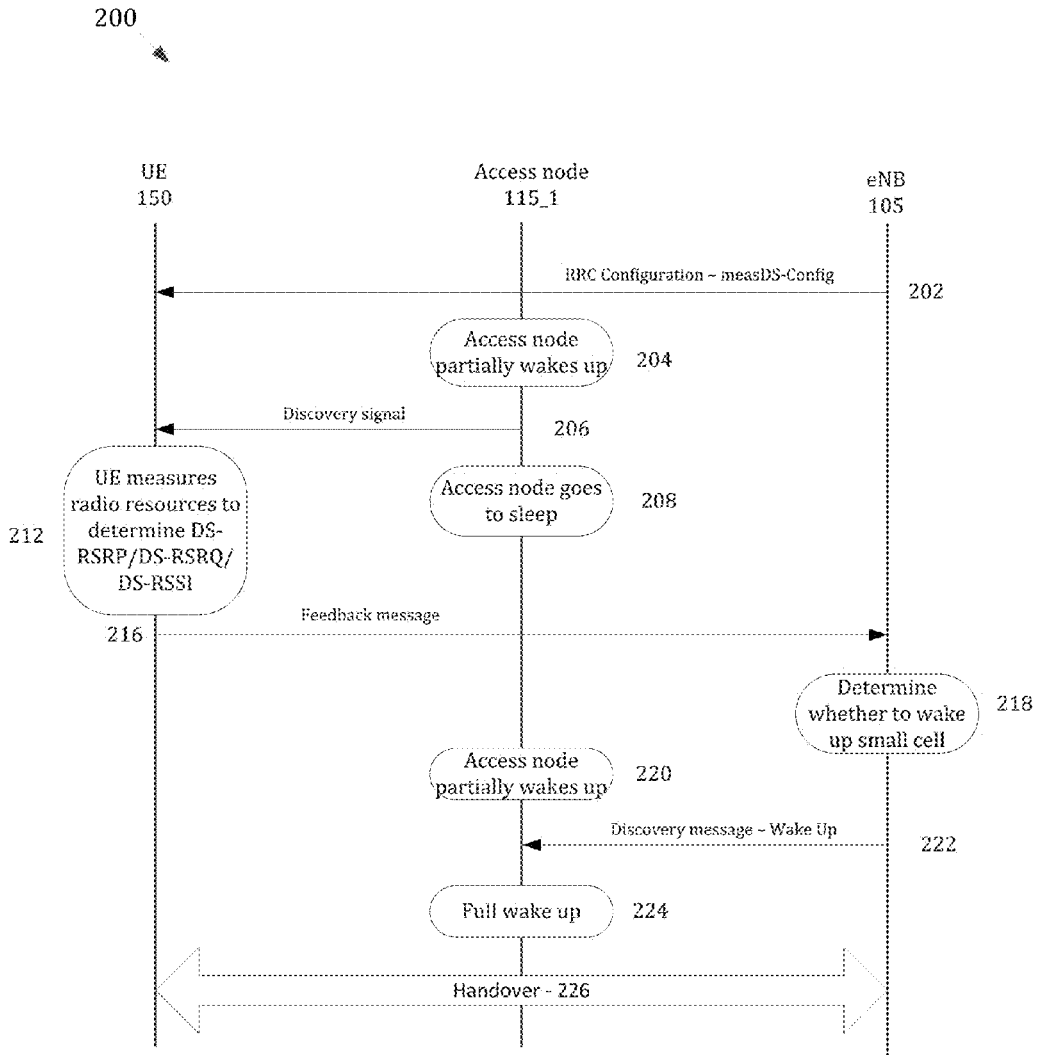 200
UE
150
Access node
115_1
eNB
105
RRC Configuration ~ measDS-Config
202
Access node
partially wakes up
204
Discovery signal
206
UE measures
radio resources to
determine DS-
RSRP/DS-RSRQ/
DS-RSSI
212
Access node goes
to sleep
208
Feedback message
216
Determine
whether to wake
up small cell
218
Access node
partially wakes up
220
Discovery message ~ Wake Up
222
Full wake up
224
Handover - 226